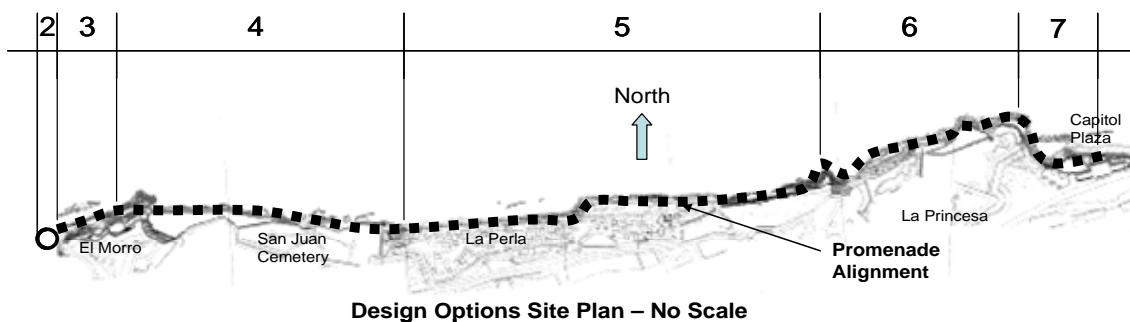 2 3 4 5 6 7
North
Capitol
Plaza
La Princesa
La Perla
San Juan
Cemetery
El Morro
Promenade
Alignment
Design Options Site Plan – No Scale